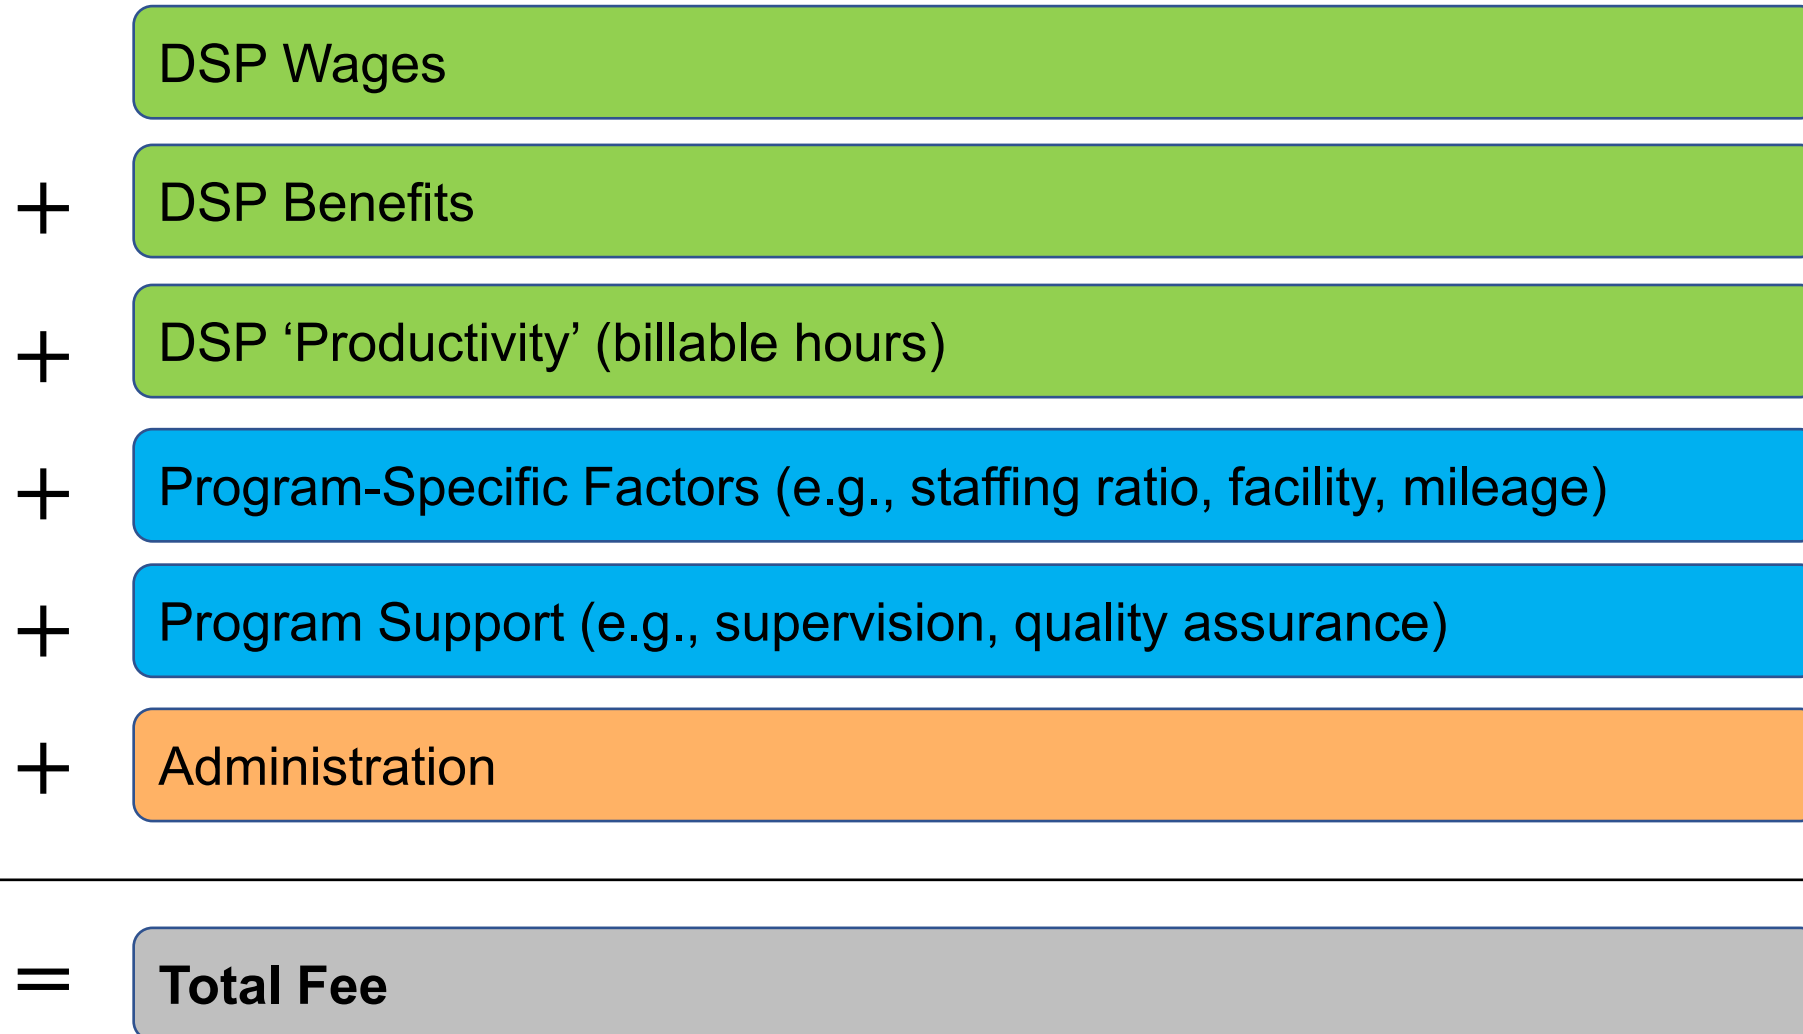 DSP Wages
+ DSP Benefits
+ DSP ‘Productivity’ (billable hours)
+ Program-Specific Factors (e.g., staffing ratio, facility, mileage)
+ Program Support (e.g., supervision, quality assurance)
+ Administration
= Total Fee